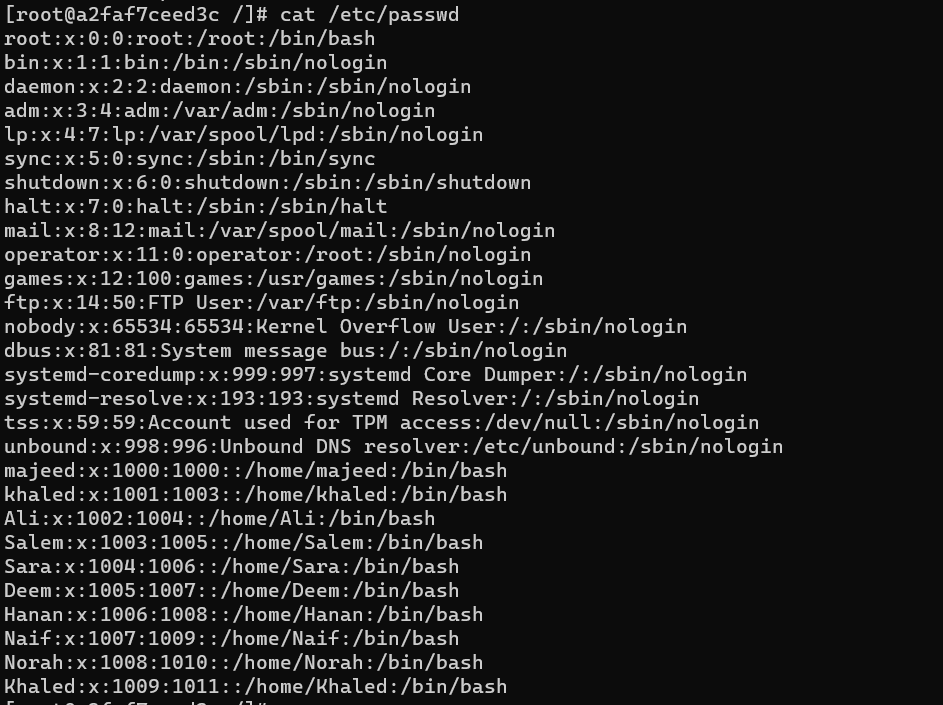 [root@a2faf7ceed3c /]# cat /etc/passwd
root:x:0:0:root:/root:/bin/bash
bin:x:1:1:bin:/bin:/sbin/nologin
daemon:x:2:2:daemon:/sbin:/sbin/nologin
adm:x:3:4:adm:/var/adm:/sbin/nologin
lp:x:4:7:lp:/var/spool/lpd:/sbin/nologin
sync:x:5:0:sync:/sbin:/bin/sync
shutdown:x:6:0:shutdown:/sbin:/sbin/shutdown
halt:x:7:0:halt:/sbin:/sbin/halt
mail:x:8:12:mail:/var/spool/mail:/sbin/nologin
operator:x:11:0:operator:/root:/sbin/nologin
games:x:12:100:games:/usr/games:/sbin/nologin
ftp:x:14:50:FTP User:/var/ftp:/sbin/nologin
nobody:x:65534:65534:Kernel Overflow User:/:/sbin/nologin
dbus:x:81:81:System message bus:/:/sbin/nologin
systemd-coredump:x:999:997:systemd Core Dumper:/:/sbin/nologin
systemd-resolve:x:193:193:systemd Resolver:/:/sbin/nologin
tss:x:59:59:Account used for TPM access:/dev/null:/sbin/nologin
unbound:x:998:996:Unbound DNS resolver:/etc/unbound:/sbin/nologin
majeed:x:1000:1000::/home/majeed:/bin/bash
khaled:x:1001:1003::/home/khaled:/bin/bash
Ali:x:1002:1004::/home/Ali:/bin/bash
Salem:x:1003:1005::/home/Salem:/bin/bash
Sara:x:1004:1006::/home/Sara:/bin/bash
Deem:x:1005:1007::/home/Deem:/bin/bash
Hanan:x:1006:1008::/home/Hanan:/bin/bash
Naif:x:1007:1009::/home/Naif:/bin/bash
Norah:x:1008:1010::/home/Norah:/bin/bash
Khaled:x:1009:1011::/home/Khaled:/bin/bash